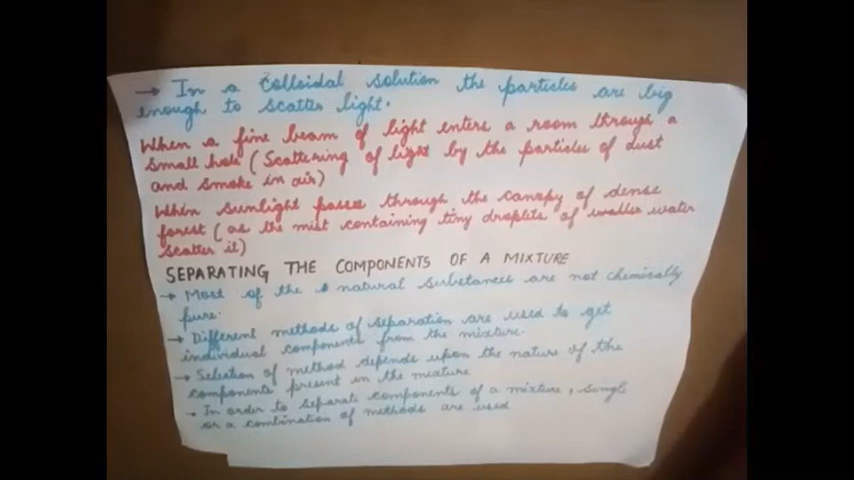 → In a colloidal solution the particles are big
enough to scatter light.
When a fine beam of light enters a room through a
small hole (Scattering of light by the particles of dust
and smoke in air)
When sunlight passes through the canopy of dense
forest (as the mist containing tiny droplets of water
scatter it)
SEPARATING THE COMPONENTS OF A MIXTURE
→ Most of the natural substances are not chemically
pure.
→ Different methods of separation are used to get
individual components from the mixture.
→ Selection of method depends upon the nature of the
components present in the mixture
→ In order to separate components of a mixture, single
or a combination of methods are used